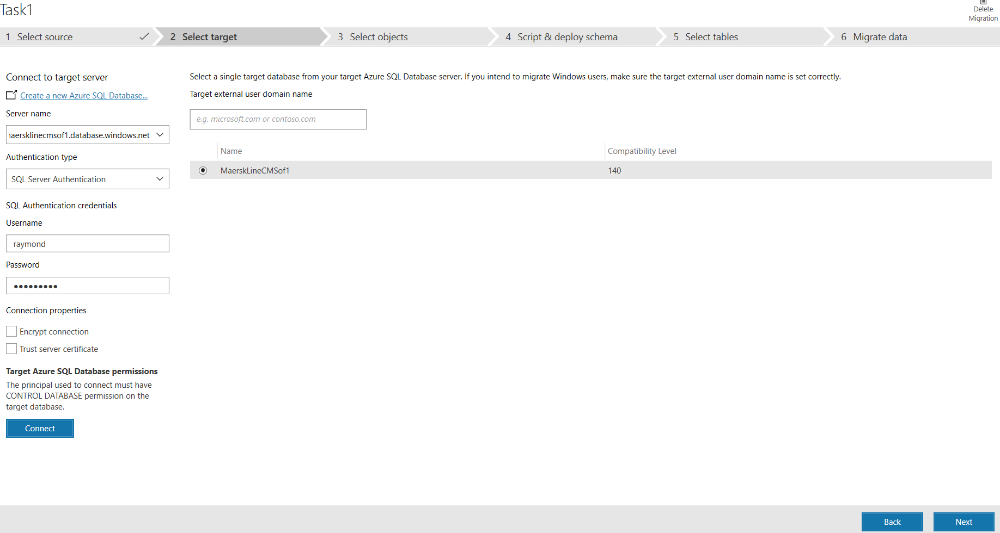 Task1
Delete
Migration
1 Select source
2 Select target
3 Select objects
4 Script & deploy schema
5 Select tables
6 Migrate data
Connect to target server
Create a new Azure SQL Database...
Server name
aersklinecmsof1.database.windows.net
Authentication type
SQL Server Authentication
SQL Authentication credentials
Username
raymond
Password
●●●●●●●●●
Connection properties
Encrypt connection
Trust server certificate
Target Azure SQL Database permissions
The principal used to connect must have
CONTROL DATABASE permission on the
target database.
Connect
Select a single target database from your target Azure SQL Database server. If you intend to migrate Windows users, make sure the target external user domain name is set correctly.
Target external user domain name
e.g. microsoft.com or contoso.com
Name Compatibility Level
MaerskLineCMSof1 140
Back Next